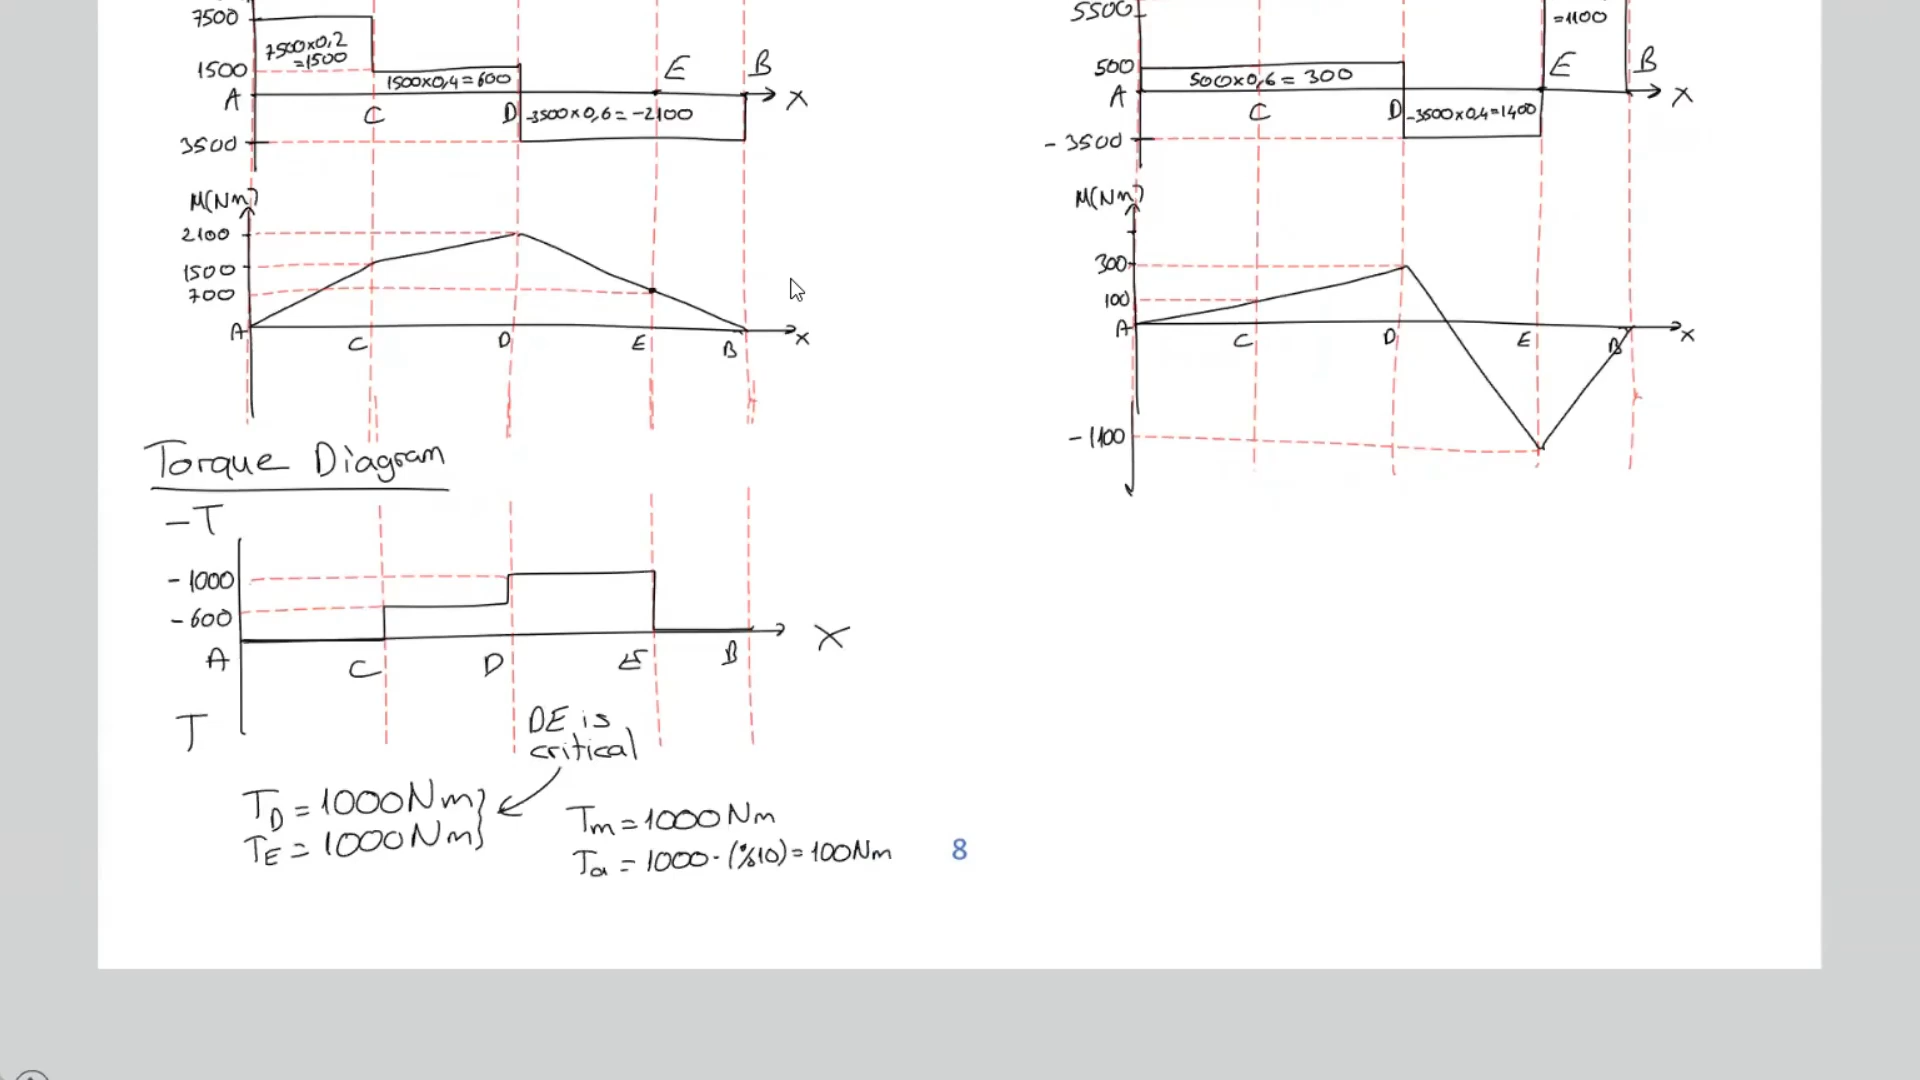 7500
7500x0,2
=1500
1500
1500x0,4=600
E
B
A
C
D
X
-3500x0,6=-2100
3500
M(Nm)
2100
1500
700
A
C
D
E
B
x
5500
=1100
500
500x0,6=300
E
B
A
C
D
X
-3500x0,4=1400
-3500
M(Nm)
300
100
A
C
D
E
B
x
-1100
Torque Diagram
-T
-1000
-600
A
C
D
E
B
X
T
DE is
critical
TD=1000Nm
TE=1000Nm
Tm=1000Nm
Ta=1000·(%10)=100Nm
8